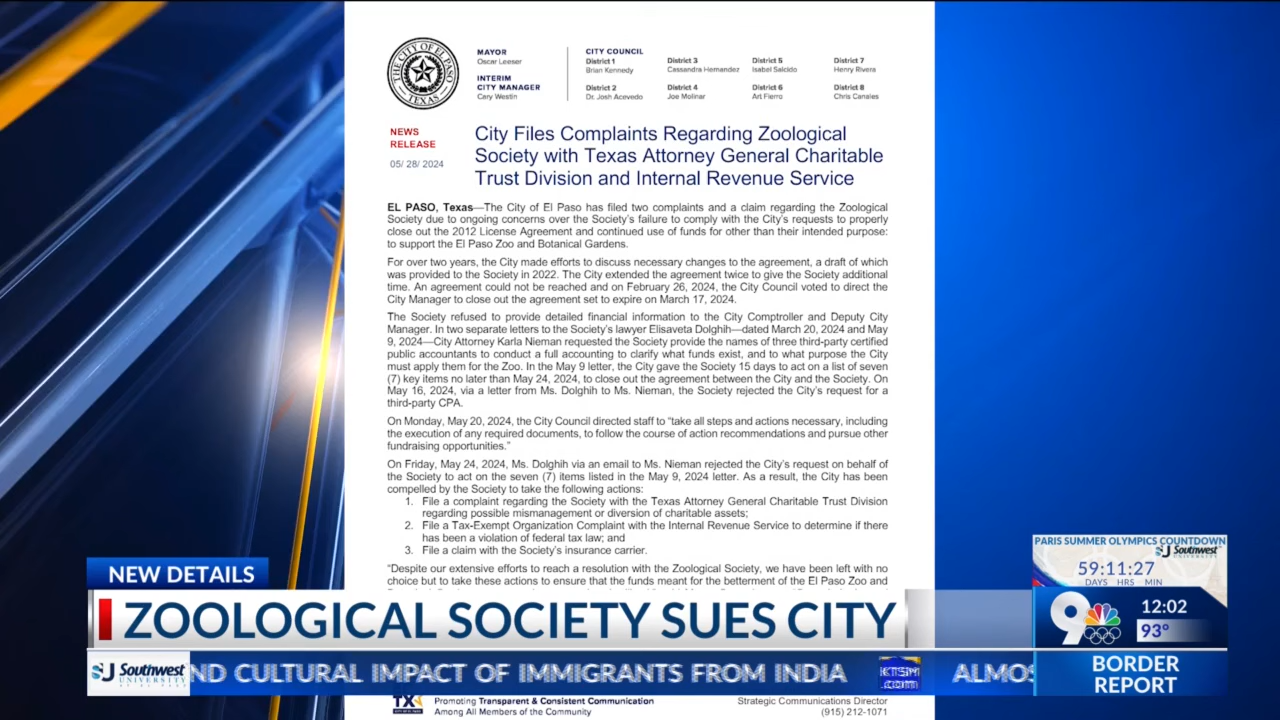 THE CITY OF EL PASO
TEXAS
MAYOR
Oscar Leeser
INTERIM
CITY MANAGER
Cary Westin
CITY COUNCIL
District 1
Brian Kennedy
District 2
Dr. Josh Acevedo
District 3
Cassandra Hernandez
District 4
Joe Molinar
District 5
Isabel Salcido
District 6
Art Fierro
District 7
Henry Rivera
District 8
Chris Canales
NEWS
RELEASE
05/ 28/ 2024
City Files Complaints Regarding Zoological
Society with Texas Attorney General Charitable
Trust Division and Internal Revenue Service
EL PASO, Texas—The City of El Paso has filed two complaints and a claim regarding the Zoological
Society due to ongoing concerns over the Society's failure to comply with the City's requests to properly
close out the 2012 License Agreement and continued use of funds for other than their intended purpose:
to support the El Paso Zoo and Botanical Gardens.
For over two years, the City made efforts to discuss necessary changes to the agreement, a draft of which
was provided to the Society in 2022. The City extended the agreement twice to give the Society additional
time. An agreement could not be reached and on February 26, 2024, the City Council voted to direct the
City Manager to close out the agreement set to expire on March 17, 2024.
The Society refused to provide detailed financial information to the City Comptroller and Deputy City
Manager. In two separate letters to the Society's lawyer Elisaveta Dolghih—dated March 20, 2024 and May
9, 2024—City Attorney Karla Nieman requested the Society provide the names of three third-party certified
public accountants to conduct a full accounting to clarify what funds exist, and to what purpose the City
must apply them for the Zoo. In the May 9 letter, the City gave the Society 15 days to act on a list of seven
(7) key items no later than May 24, 2024, to close out the agreement between the City and the Society. On
May 16, 2024, via a letter from Ms. Dolghih to Ms. Nieman, the Society rejected the City's request for a
third-party CPA.
On Monday, May 20, 2024, the City Council directed staff to "take all steps and actions necessary, including
the execution of any required documents, to follow the course of action recommendations and pursue other
fundraising opportunities."
On Friday, May 24, 2024, Ms. Dolghih via an email to Ms. Nieman rejected the City's request on behalf of
the Society to act on the seven (7) items listed in the May 9, 2024 letter. As a result, the City has been
compelled by the Society to take the following actions:
1. File a complaint regarding the Society with the Texas Attorney General Charitable Trust Division
regarding possible mismanagement or diversion of charitable assets;
2. File a Tax-Exempt Organization Complaint with the Internal Revenue Service to determine if there
has been a violation of federal tax law; and
3. File a claim with the Society's insurance carrier.
"Despite our extensive efforts to reach a resolution with the Zoological Society, we have been left with no
choice but to take these actions to ensure that the funds meant for the betterment of the El Paso Zoo and
NEW DETAILS
ZOOLOGICAL SOCIETY SUES CITY
SU Southwest
UNIVERSITY
ND CULTURAL IMPACT OF IMMIGRANTS FROM INDIA
KTSM
.com
ALMOS
PARIS SUMMER OLYMPICS COUNTDOWN
SU Southwest
UNIVERSITY
59:11:27
DAYS HRS MIN
9
12:02
93°
BORDER
REPORT
TX
Promoting Transparent & Consistent Communication
Among All Members of the Community
Strategic Communications Director
(915) 212-1071